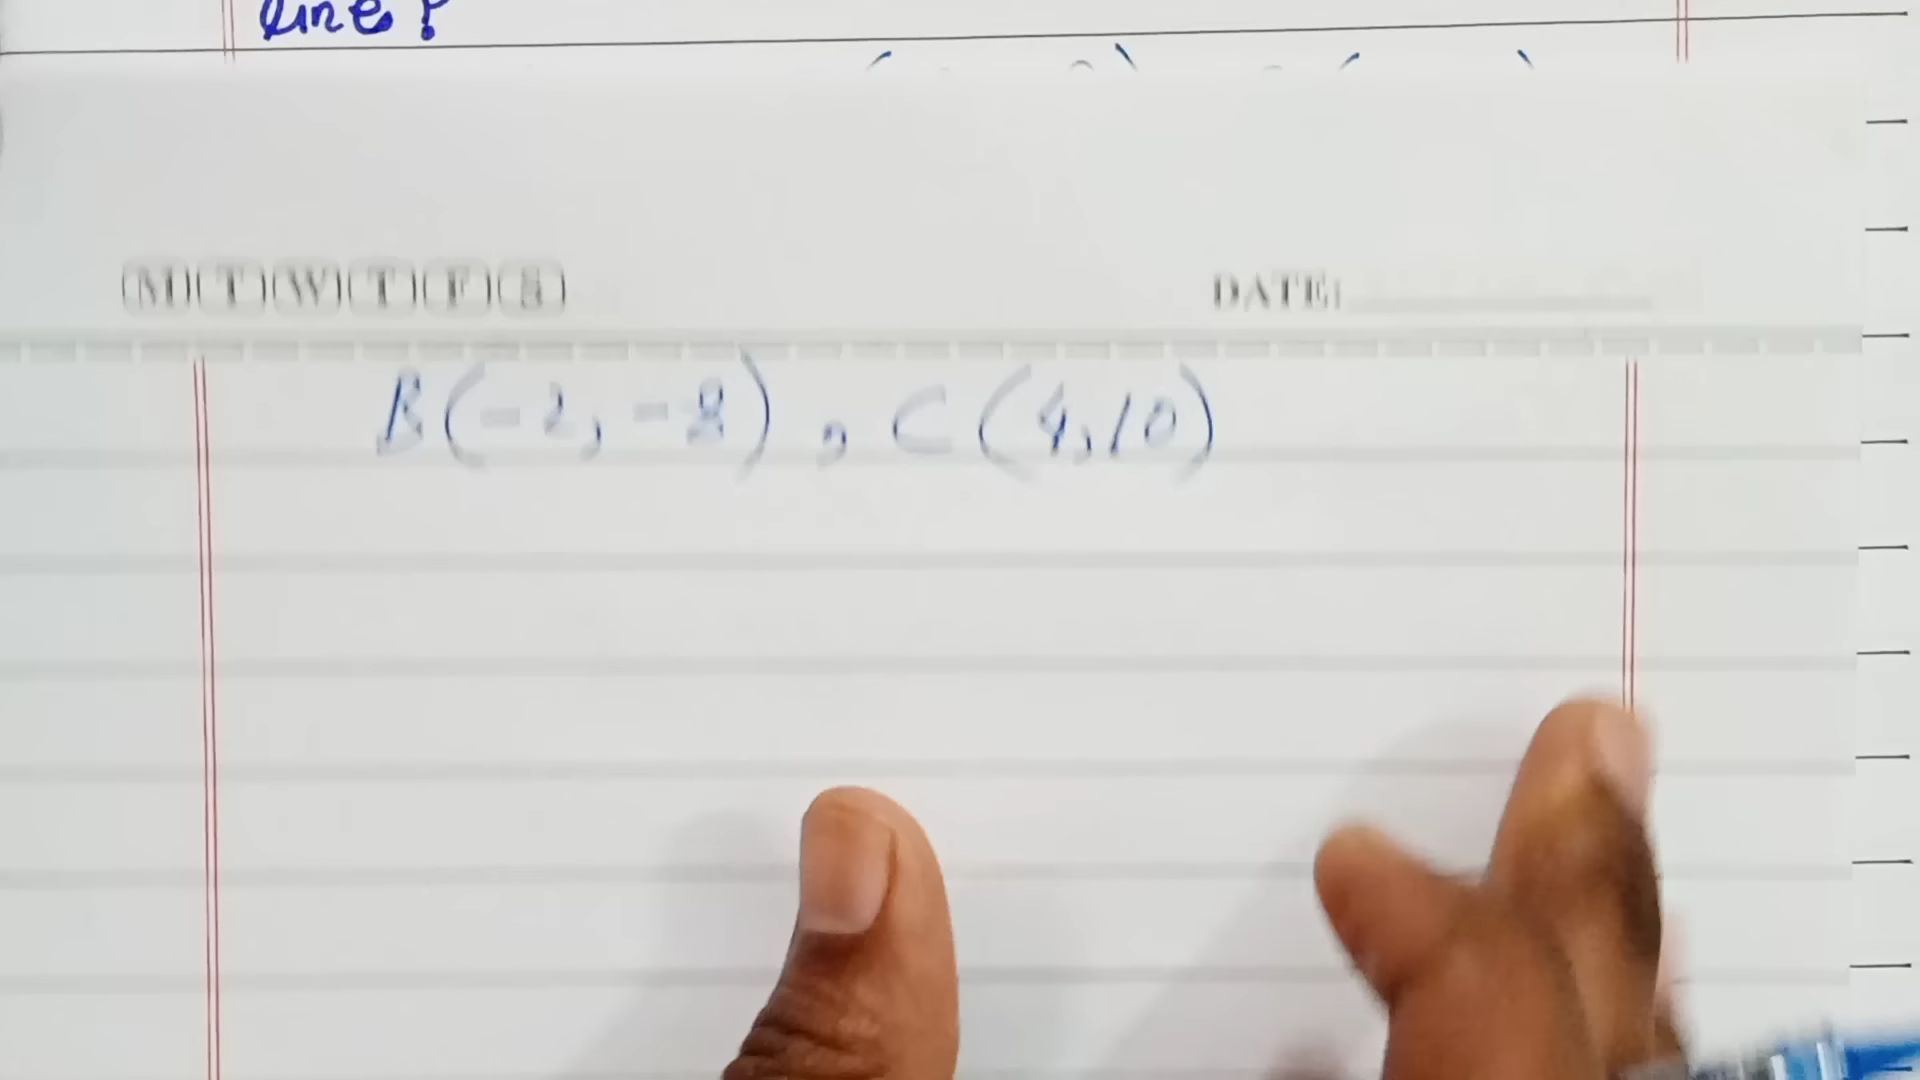 line?
M T W T F S
DATE:
B(-2, -8), C(4,10)